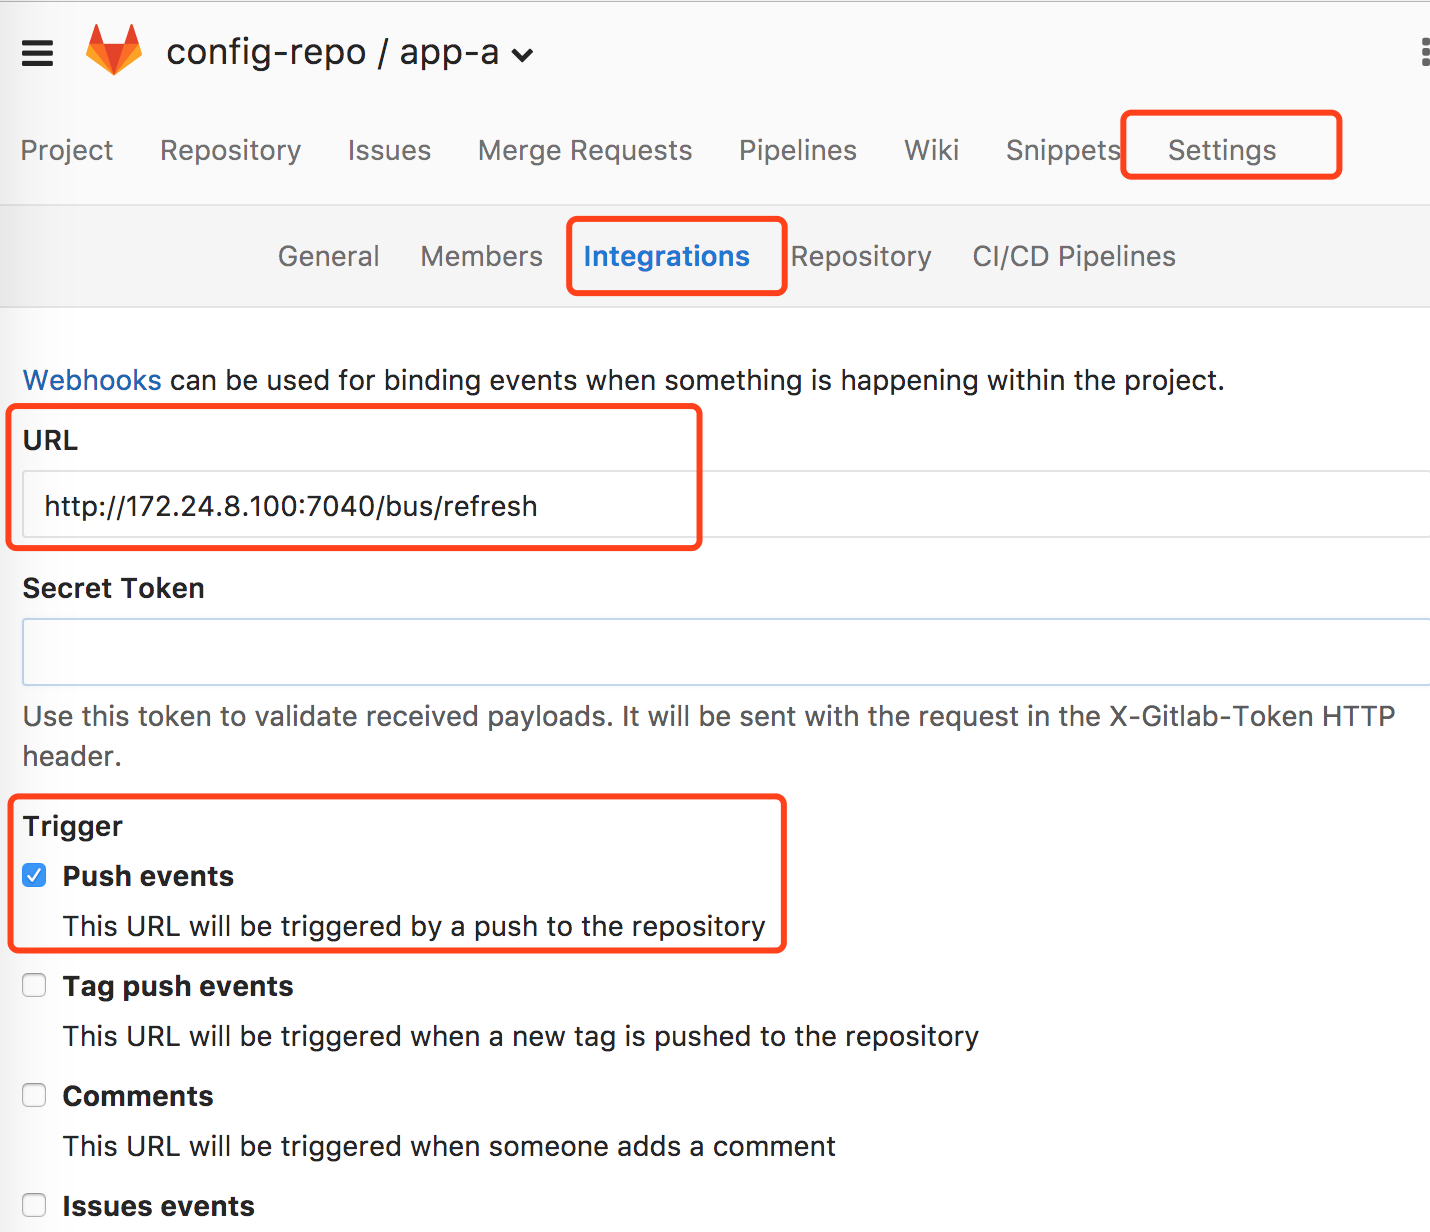 config-repo / app-a
Project Repository Issues Merge Requests Pipelines Wiki Snippets Settings
General Members Integrations Repository CI/CD Pipelines
Webhooks can be used for binding events when something is happening within the project.
URL
http://172.24.8.100:7040/bus/refresh
Secret Token
Use this token to validate received payloads. It will be sent with the request in the X-Gitlab-Token HTTP
header.
Trigger
Push events
This URL will be triggered by a push to the repository
Tag push events
This URL will be triggered when a new tag is pushed to the repository
Comments
This URL will be triggered when someone adds a comment
Issues events